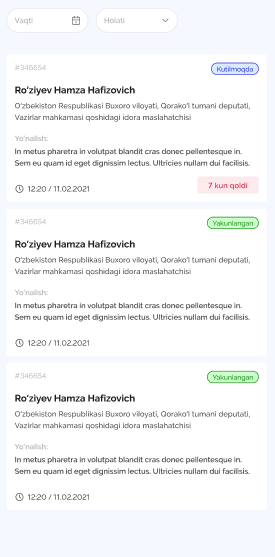 Vaqti
Holati
#346654
Kutilmoqda
Ro‘ziyev Hamza Hafizovich
O‘zbekiston Respublikasi Buxoro viloyati, Qorako‘l tumani deputati,
Vazirlar mahkamasi qoshidagi idora maslahatchisi
Yo‘nalish:
In metus pharetra in volutpat blandit cras donec pellentesque in.
Sem eu quam id eget dignissim lectus. Ultricies nullam dui facilisis.
12:20 / 11.02.2021
7 kun qoldi
#346654
Yakunlangan
Ro‘ziyev Hamza Hafizovich
O‘zbekiston Respublikasi Buxoro viloyati, Qorako‘l tumani deputati,
Vazirlar mahkamasi qoshidagi idora maslahatchisi
Yo‘nalish:
In metus pharetra in volutpat blandit cras donec pellentesque in.
Sem eu quam id eget dignissim lectus. Ultricies nullam dui facilisis.
12:20 / 11.02.2021
#346654
Yakunlangan
Ro‘ziyev Hamza Hafizovich
O‘zbekiston Respublikasi Buxoro viloyati, Qorako‘l tumani deputati,
Vazirlar mahkamasi qoshidagi idora maslahatchisi
Yo‘nalish:
In metus pharetra in volutpat blandit cras donec pellentesque in.
Sem eu quam id eget dignissim lectus. Ultricies nullam dui facilisis.
12:20 / 11.02.2021